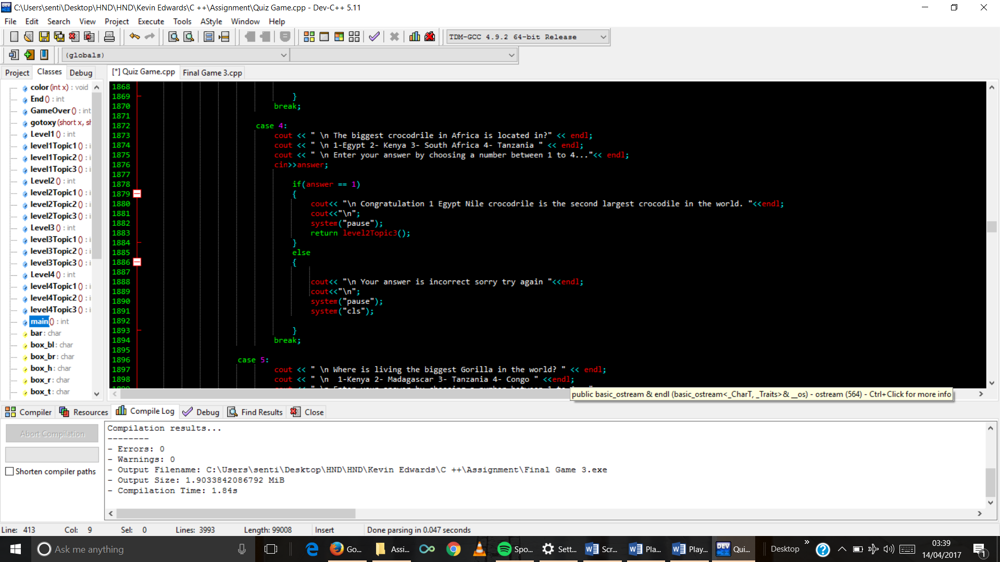 C:\Users\senti\Desktop\HND\HND\Kevin Edwards\C ++\Assignment\Quiz Game.cpp - Dev-C++ 5.11
File Edit Search View Project Execute Tools AStyle Window Help
TDM-GCC 4.9.2 64-bit Release
(globals)
Project Classes Debug
[*] Quiz Game.cpp Final Game 3.cpp
color (int x) : void
End () : int
GameOver () : int
gotoxy (short x, sh
Level1 () : int
level1Topic1 () : i
level1Topic2 () : i
level1Topic3 () : i
Level2 () : int
level2Topic1 () : i
level2Topic2 () : i
level2Topic3 () : i
Level3 () : int
level3Topic1 () : i
level3Topic2 () : i
level3Topic3 () : i
Level4 () : int
level4Topic1 () : i
level4Topic2 () : i
level4Topic3 () : i
main () : int
bar : char
box_bl : char
box_br : char
box_h : char
box_r : char
box_t : char
1868
1869 }
1870 break;
1871
1872 case 4:
1873 cout << " \n The biggest crocodrile in Africa is located in?" << endl;
1874 cout << " \n 1-Egypt 2- Kenya 3- South Africa 4- Tanzania " << endl;
1875 cout << " \n Enter your answer by choosing a number between 1 to 4..."<< endl;
1876 cin>>answer;
1877
1878 if(answer == 1)
1879 {
1880 cout<< "\n Congratulation 1 Egypt Nile crocodrile is the second largest crocodile in the world. "<<endl;
1881 cout<<"\n";
1882 system("pause");
1883 return level2Topic3();
1884 }
1885 else
1886 {
1887
1888 cout<< "\n Your answer is incorrect sorry try again "<<endl;
1889 cout<<"\n";
1890 system("pause");
1891 system("cls");
1892
1893 }
1894 break;
1895
1896 case 5:
1897 cout << " \n Where is living the biggest Gorilla in the world? " << endl;
1898 cout << " \n  1-Kenya 2- Madagascar 3- Tanzania 4- Congo " <<endl;
public basic_ostream & endl (basic_ostream<_CharT, _Traits> & __os) - ostream (564) - Ctrl+Click for more info
Compiler Resources Compile Log Debug Find Results Close
Abort Compilation
Shorten compiler paths
Compilation results...
--------
- Errors: 0
- Warnings: 0
- Output Filename: C:\Users\senti\Desktop\HND\HND\Kevin Edwards\C ++\Assignment\Final Game 3.exe
- Output Size: 1.9033842086792 MiB
- Compilation Time: 1.84s
Line: 413 Col: 9 Sel: 0 Lines: 3993 Length: 99008 Insert Done parsing in 0.047 seconds
Ask me anything
Go... Assi... Spo... Sett... Scr... Pla... Play... DEV Qui... Desktop
03:39
14/04/2017
1